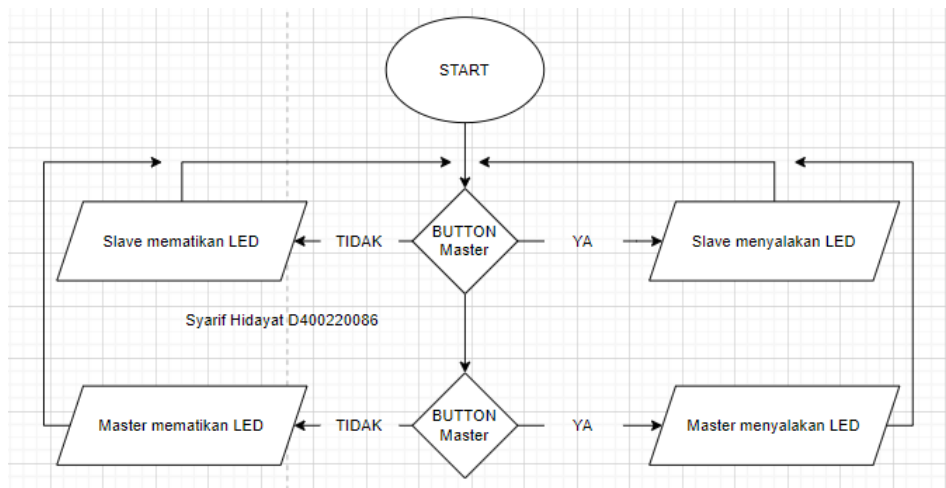 START
Slave mematikan LED
TIDAK
BUTTON
Master
YA
Slave menyalakan LED
Syarif Hidayat D400220086
Master mematikan LED
TIDAK
BUTTON
Master
YA
Master menyalakan LED